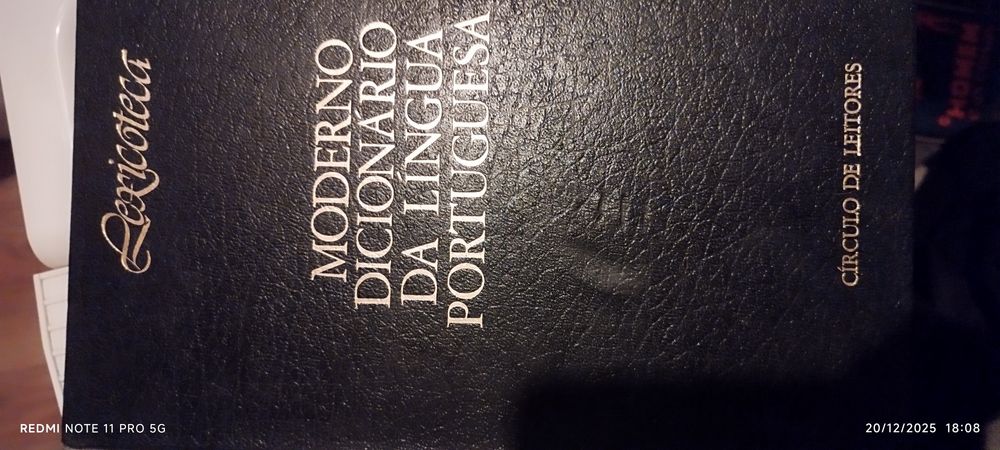 Lexicoteca
MODERNO
DICIONÁRIO
DA LÍNGUA
PORTUGUESA
CÍRCULO DE LEITORES
"HOMEM
REDMI NOTE 11 PRO 5G
20/12/2025 18:08